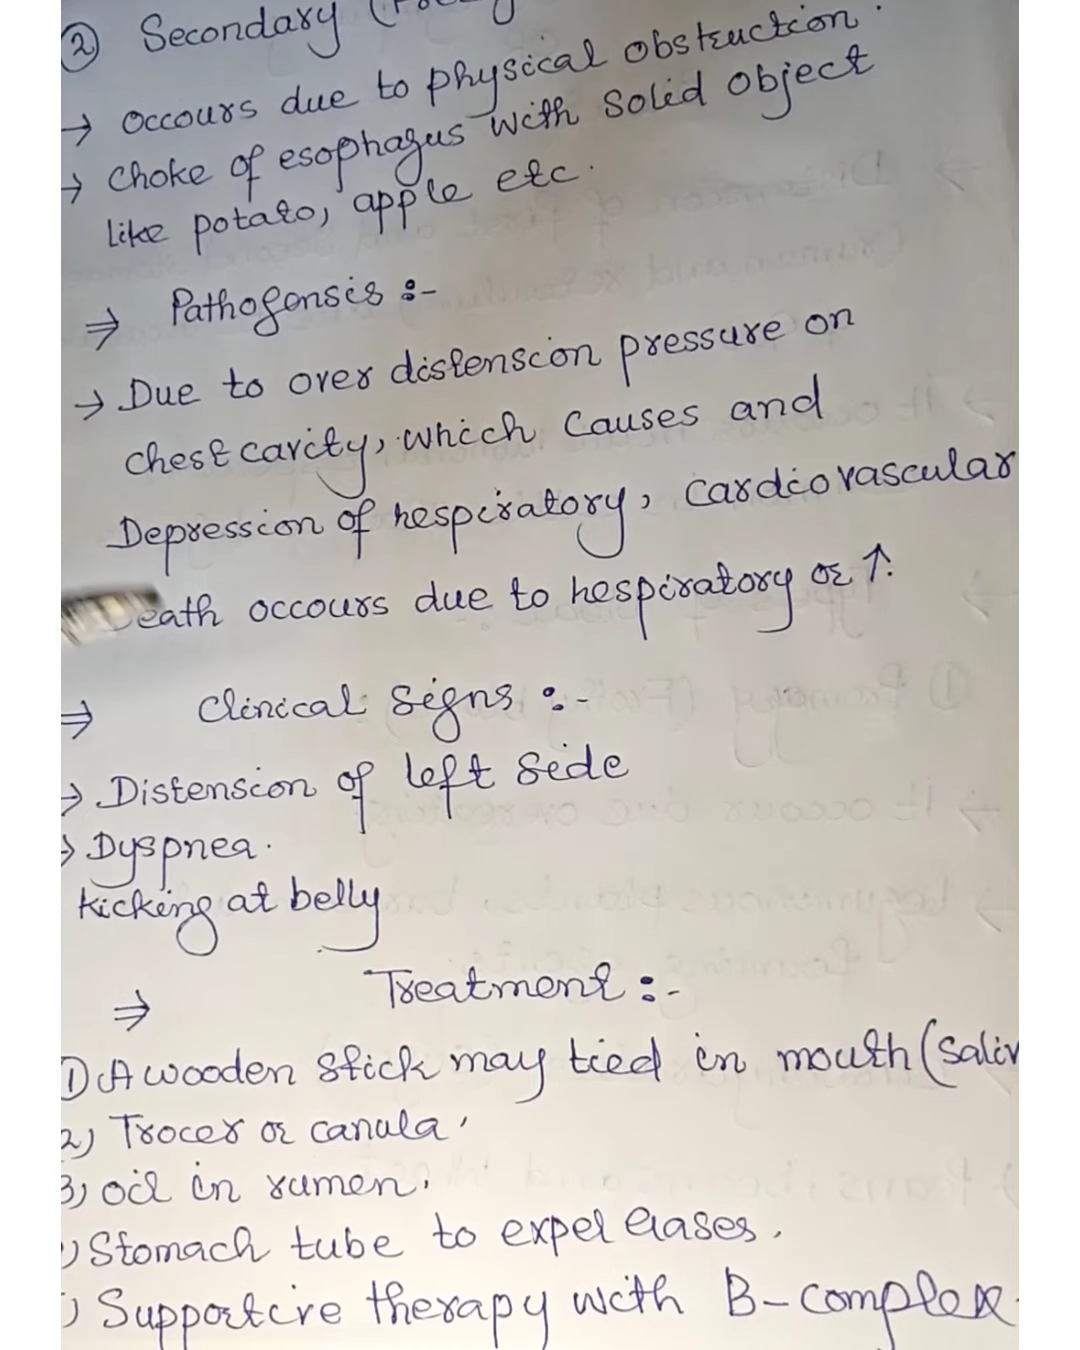 ② Secondary (
→ occours due to physical obstruction.
→ choke of esophagus with solid object
like potato, apple etc.
⇒ Pathogensis :-
→ Due to over distension pressure on
chest cavity, which causes and
Depression of respiratory, cardiovascular
eath occours due to respiratory or ↑.
⇒ Clinical signs :-
→ Distension of left side
→ Dyspnea.
kicking at belly
⇒ Treatment :-
1) A wooden stick may tied in mouth (saliv
2) Trocer or canula,
3) oil in rumen,
) Stomach tube to expel gases.
) Supportive therapy with B-complex.